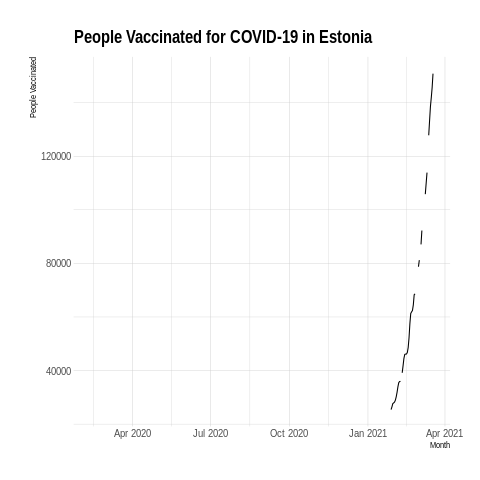 People Vaccinated for COVID-19 in Estonia
People Vaccinated
120000
80000
40000
Apr 2020 Jul 2020 Oct 2020 Jan 2021 Apr 2021
Month